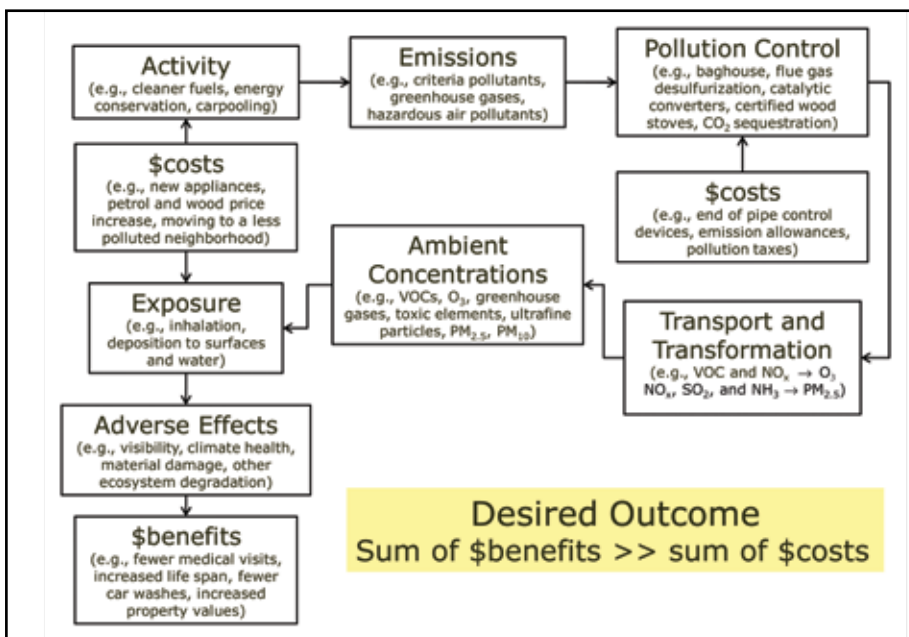 Activity
(e.g., cleaner fuels, energy
conservation, carpooling)
Emissions
(e.g., criteria pollutants,
greenhouse gases,
hazardous air pollutants)
Pollution Control
(e.g., baghouse, flue gas
desulfurization, catalytic
converters, certified wood
stoves, CO₂ sequestration)
$costs
(e.g., new appliances,
petrol and wood price
increase, moving to a less
polluted neighborhood)
$costs
(e.g., end of pipe control
devices, emission allowances,
pollution taxes)
Ambient
Concentrations
(e.g., VOCs, O₃, greenhouse
gases, toxic elements, ultrafine
particles, PM₂.₅, PM₁₀)
Exposure
(e.g., inhalation,
deposition to surfaces
and water)
Transport and
Transformation
(e.g., VOC and NOₓ → O₃
NOₓ, SO₂, and NH₃ → PM₂.₅)
Adverse Effects
(e.g., visibility, climate health,
material damage, other
ecosystem degradation)
$benefits
(e.g., fewer medical visits,
increased life span, fewer
car washes, increased
property values)
Desired Outcome
Sum of $benefits >> sum of $costs